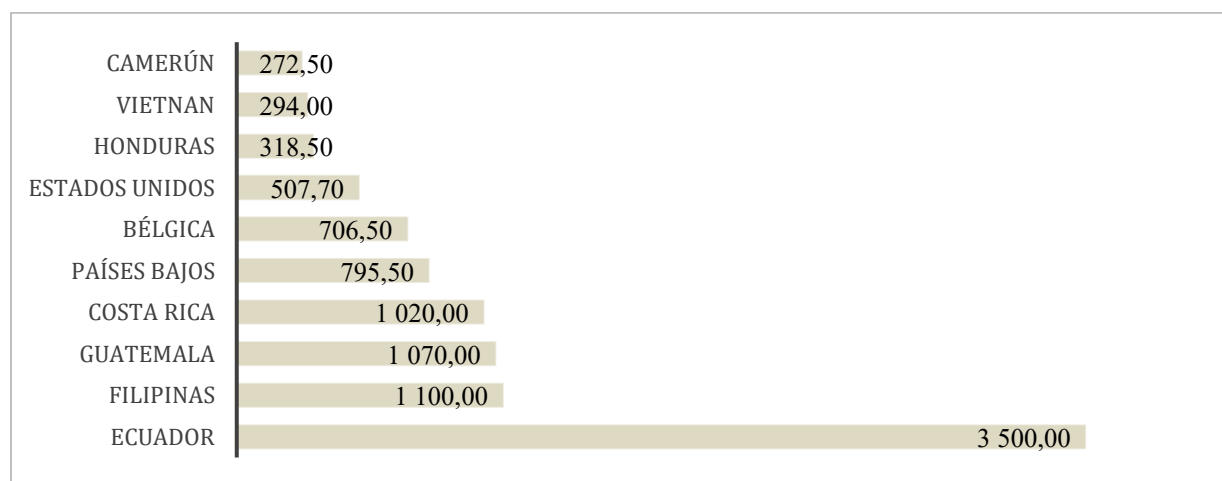 CAMERÚN 272,50
VIETNAN 294,00
HONDURAS 318,50
ESTADOS UNIDOS 507,70
BÉLGICA 706,50
PAÍSES BAJOS 795,50
COSTA RICA 1 020,00
GUATEMALA 1 070,00
FILIPINAS 1 100,00
ECUADOR 3 500,00